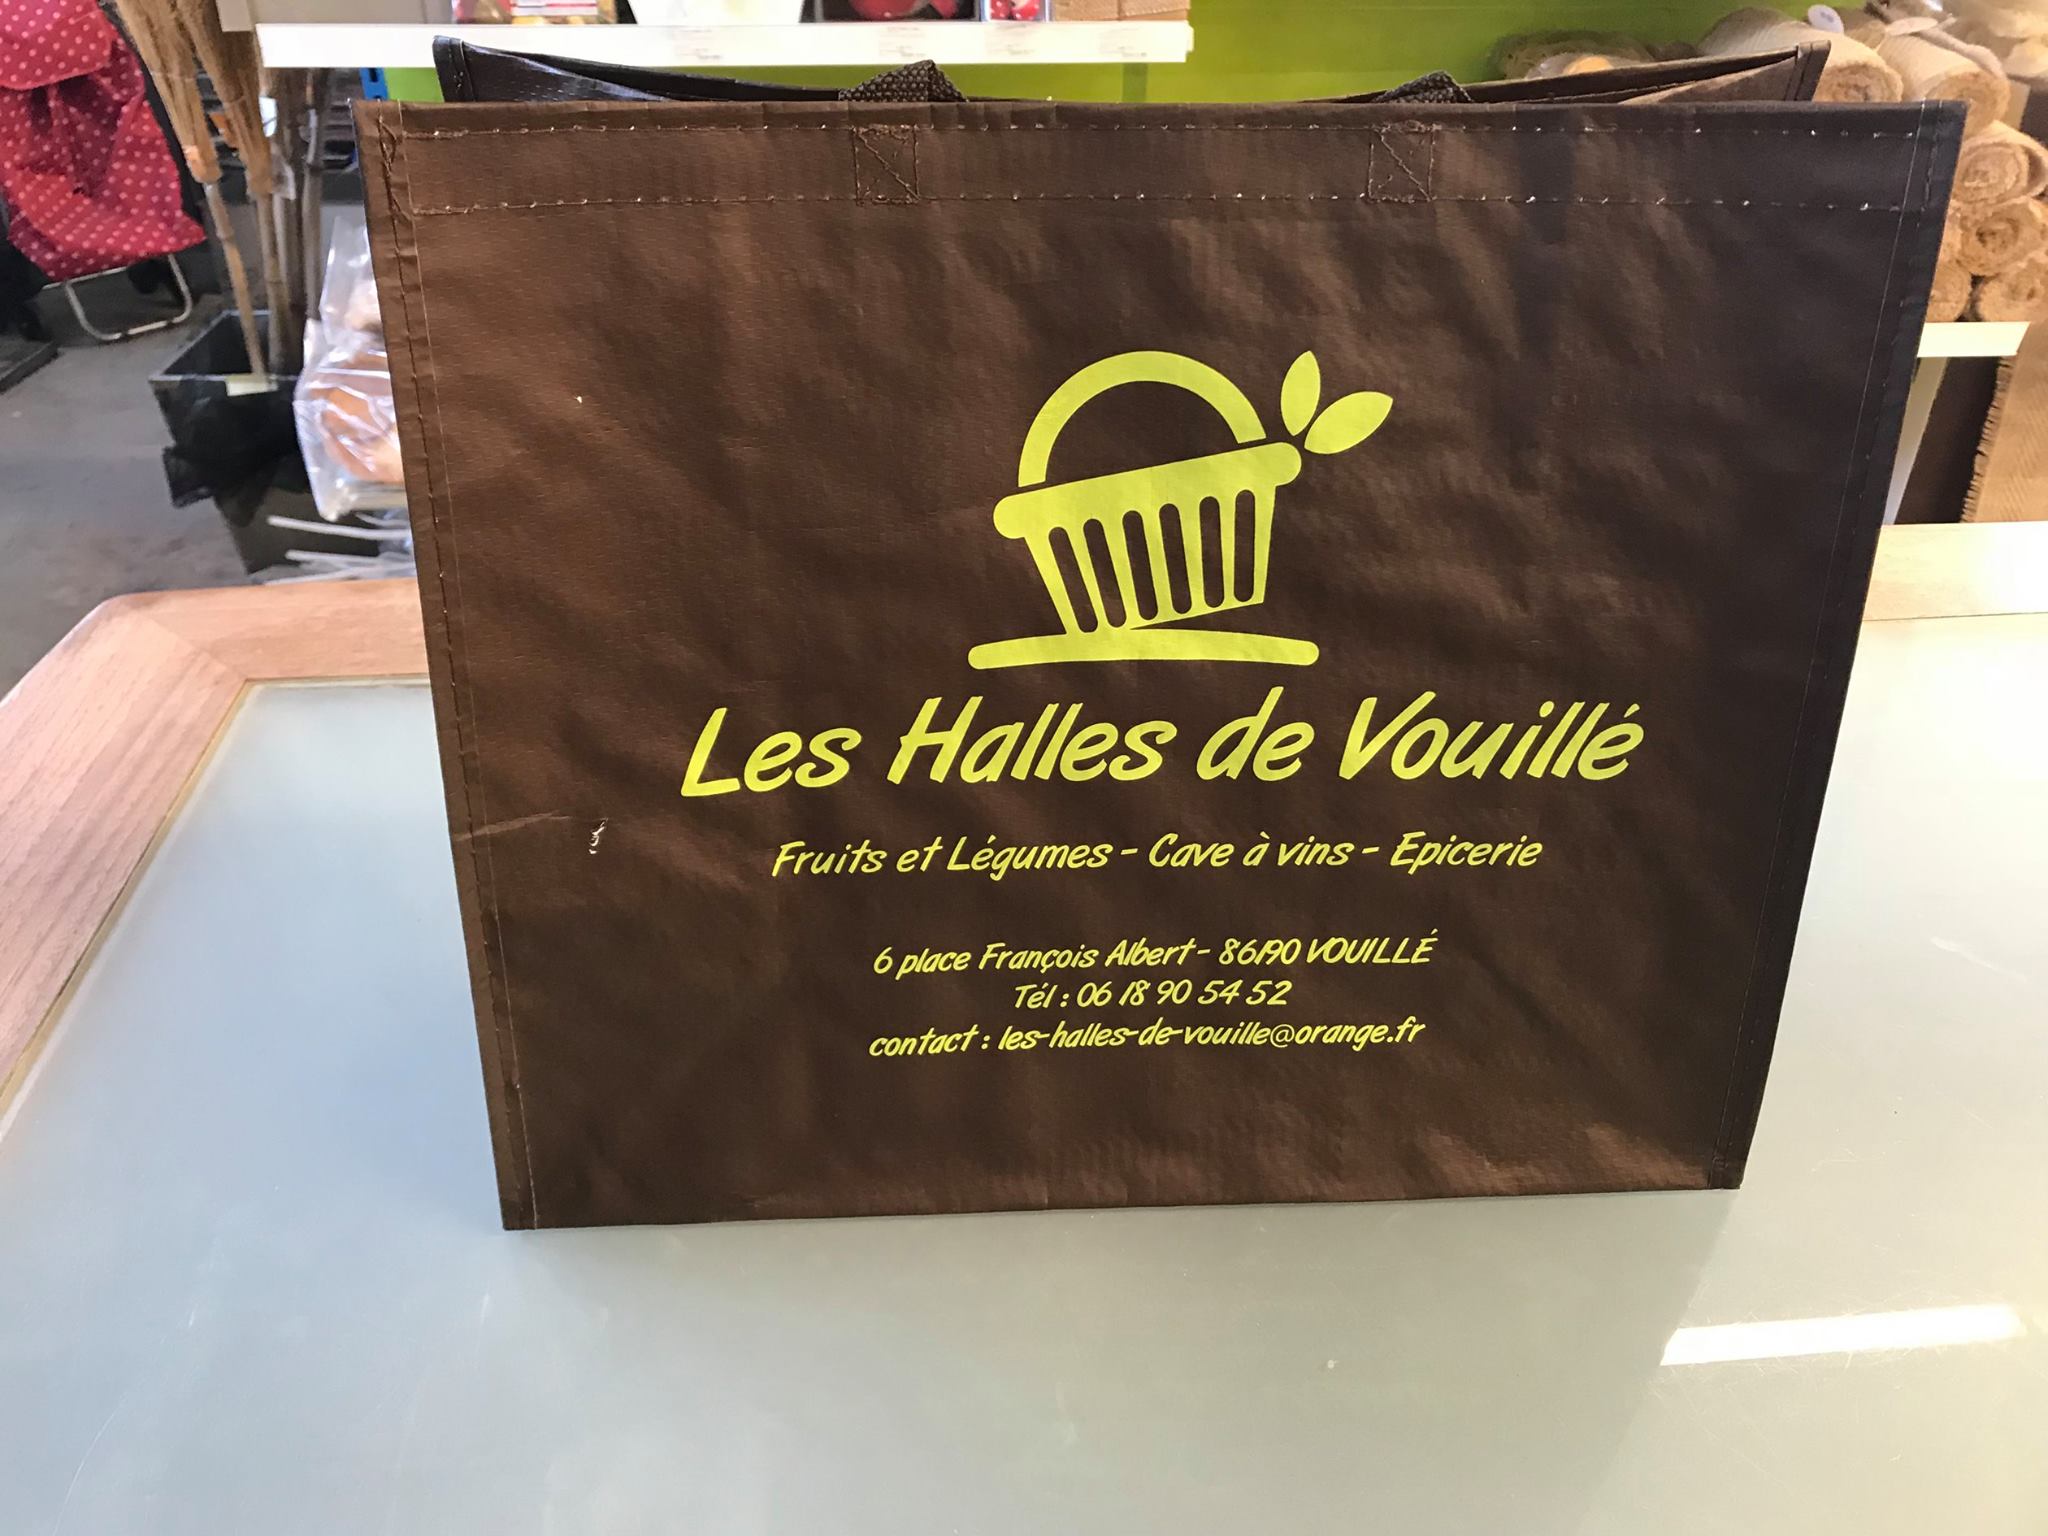 Les Halles de Vouillé
Fruits et Légumes - Cave à vins - Epicerie
6 place François Albert - 86190 VOUILLÉ
Tél : 06 18 90 54 52
contact : les-halles-de-vouille@orange.fr